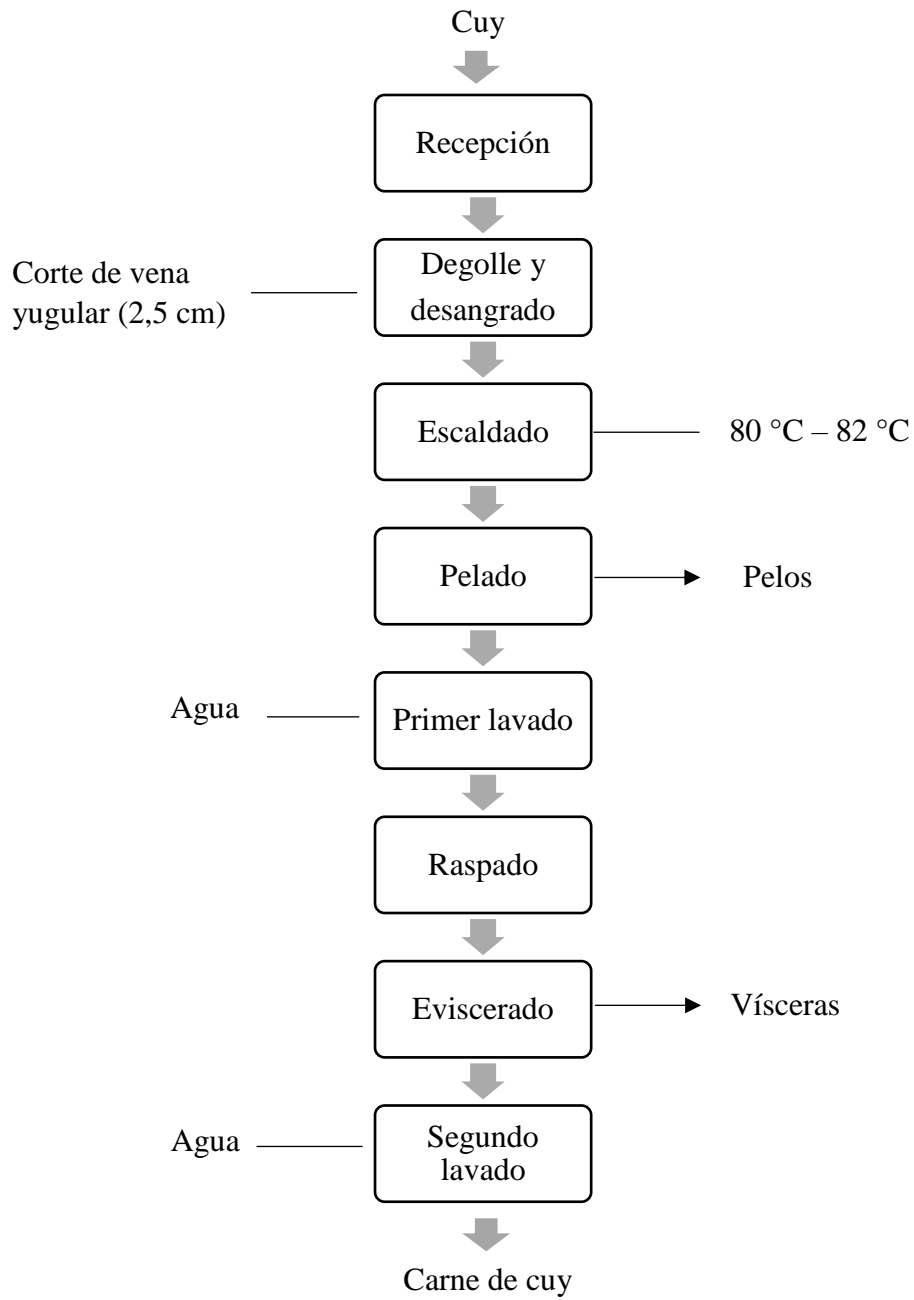 Cuy
Recepción
Corte de vena
yugular (2,5 cm)
Degolle y
desangrado
Escaldado
80 °C – 82 °C
Pelado
Pelos
Agua
Primer lavado
Raspado
Eviscerado
Vísceras
Agua
Segundo
lavado
Carne de cuy